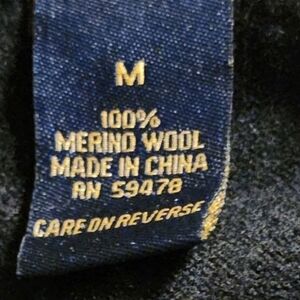 M
100%
MERINO WOOL
MADE IN CHINA
RN 59478
CARE ON REVERSE